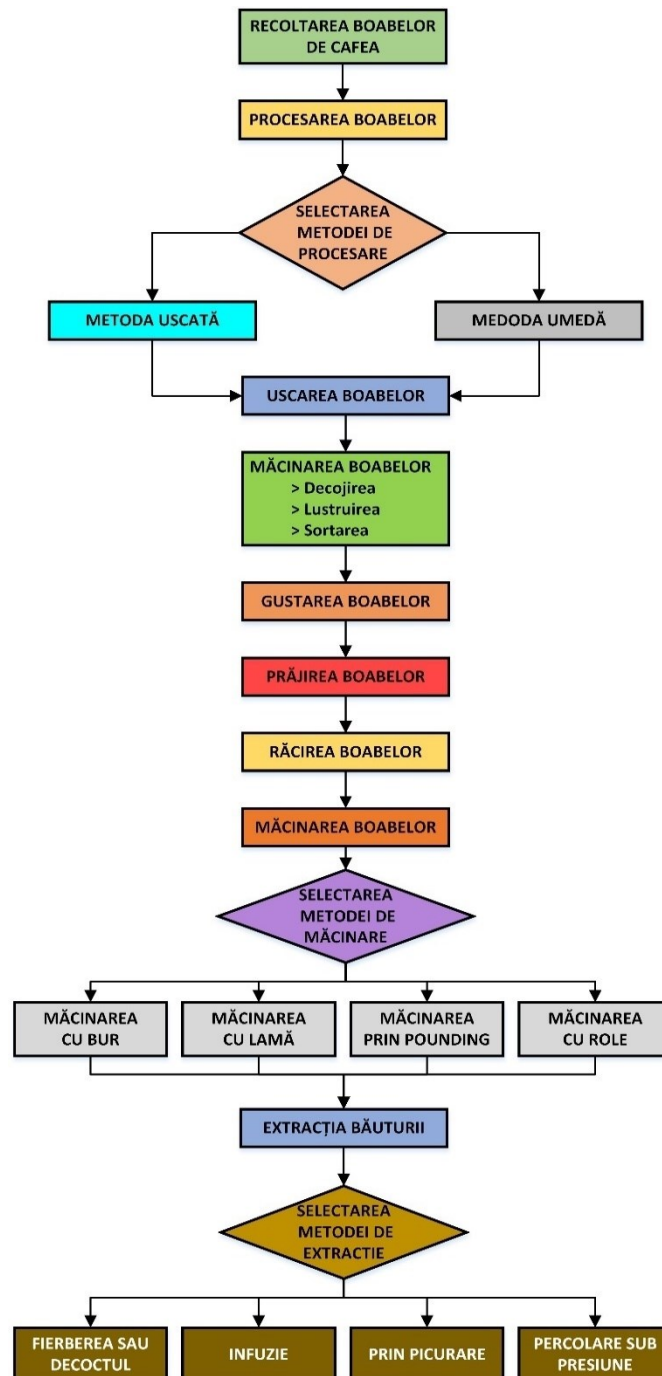 RECOLTAREA BOABELOR
DE CAFEA
PROCESAREA BOABELOR
SELECTAREA
METODEI DE
PROCESARE
METODA USCATĂ
MEDODA UMEDĂ
USCAREA BOABELOR
MĂCINAREA BOABELOR
> Decojirea
> Lustruirea
> Sortarea
GUSTAREA BOABELOR
PRĂJIREA BOABELOR
RĂCIREA BOABELOR
MĂCINAREA BOABELOR
SELECTAREA
METODEI DE
MĂCINARE
MĂCINAREA
CU BUR
MĂCINAREA
CU LAMĂ
MĂCINAREA
PRIN POUNDING
MĂCINAREA
CU ROLE
EXTRACȚIA BĂUTURII
SELECTAREA
METODEI DE
EXTRACTIE
FIERBEREA SAU
DECOCTUL
INFUZIE
PRIN PICURARE
PERCOLARE SUB
PRESIUNE